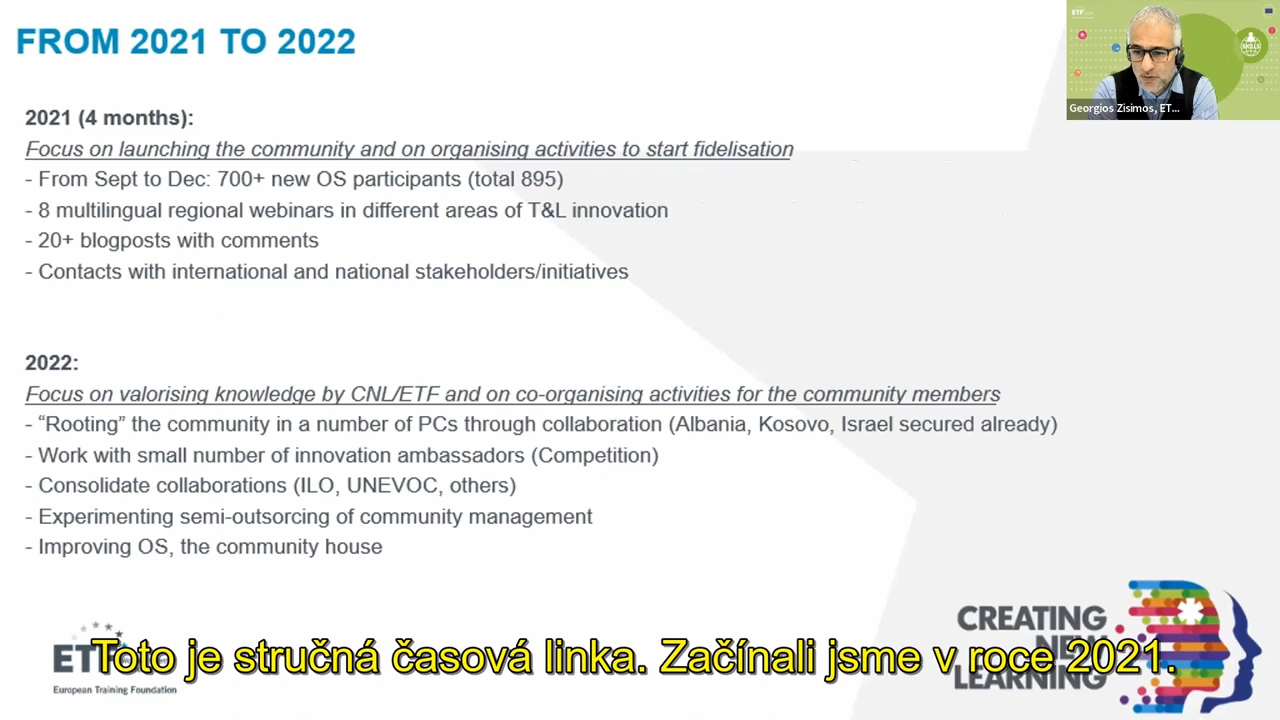 FROM 2021 TO 2022
ETF
SKILLS
Georgios Zisimos, ET...
2021 (4 months):
Focus on launching the community and on organising activities to start fidelisation
- From Sept to Dec: 700+ new OS participants (total 895)
- 8 multilingual regional webinars in different areas of T&L innovation
- 20+ blogposts with comments
- Contacts with international and national stakeholders/initiatives
2022:
Focus on valorising knowledge by CNL/ETF and on co-organising activities for the community members
- “Rooting” the community in a number of PCs through collaboration (Albania, Kosovo, Israel secured already)
- Work with small number of innovation ambassadors (Competition)
- Consolidate collaborations (ILO, UNEVOC, others)
- Experimenting semi-outsorcing of community management
- Improving OS, the community house
CREATING
NEW
LEARNING
ETF
European Training Foundation
Toto je stručná časová linka. Začínali jsme v roce 2021.